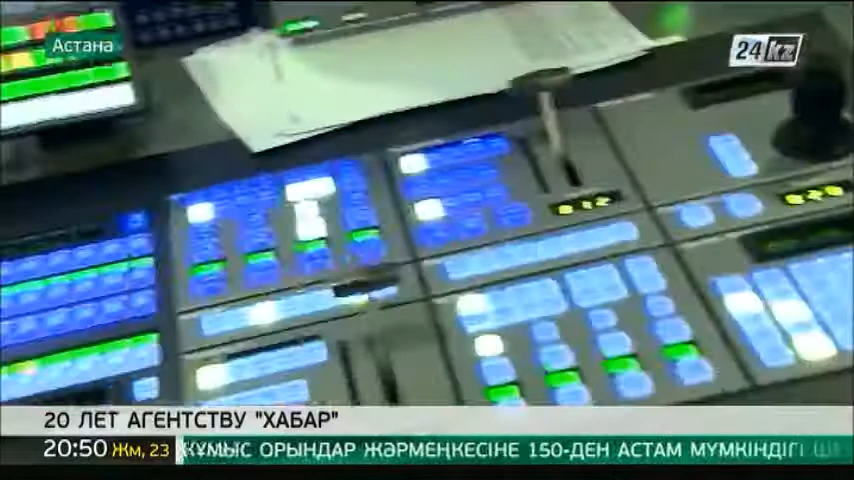 Астана
24kz
20 ЛЕТ АГЕНТСТВУ "ХАБАР"
20:50 Жм, 23 ЖҰМЫС ОРЫНДАР ЖӘРМЕҢКЕСІНЕ 150-ДЕН АСТАМ МҮМКІНДІГІ